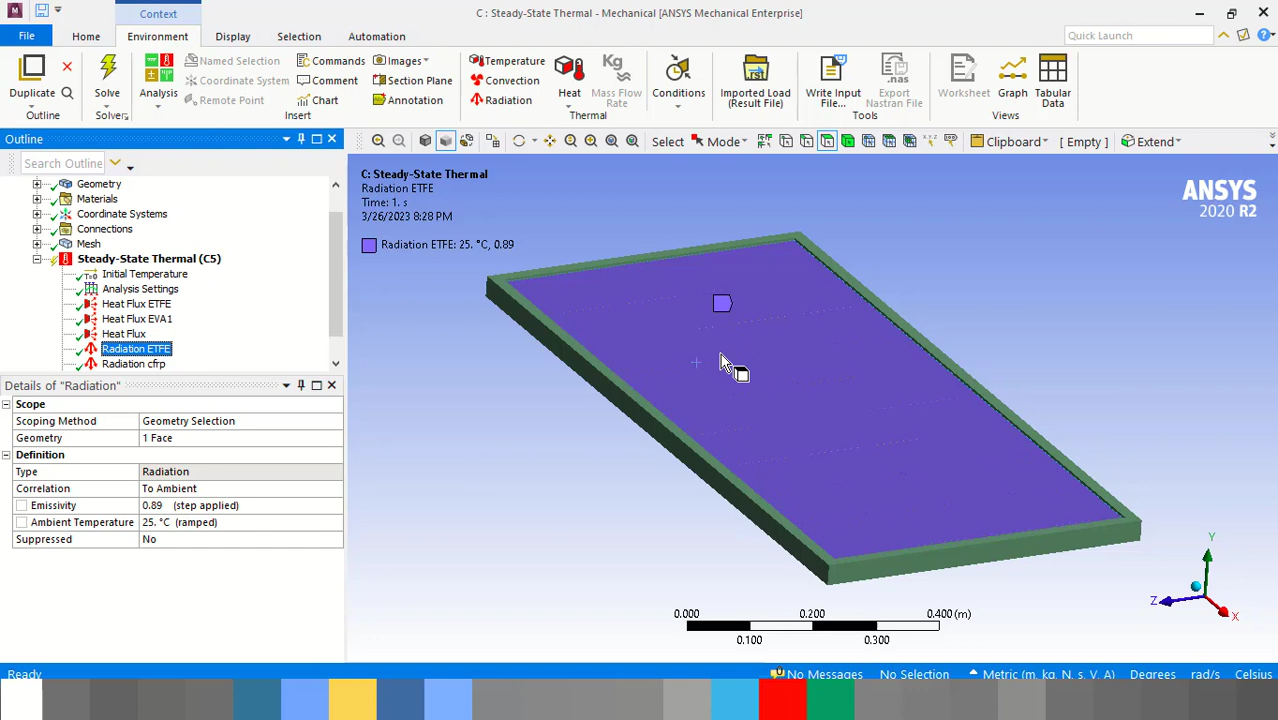 Context
C : Steady-State Thermal - Mechanical [ANSYS Mechanical Enterprise]
File Home Environment Display Selection Automation
Quick Launch
Duplicate
Outline
Solve
Solver
Analysis
Named Selection
Coordinate System
Remote Point
Commands
Comment
Chart
Images
Section Plane
Annotation
Insert
Temperature
Convection
Radiation
Heat
Kg s
Mass Flow Rate
Thermal
Conditions
Imported Load (Result File)
Write Input File...
.nas
Export Nastran File
Tools
Worksheet
Graph
Tabular Data
Views
Outline
Select Mode Clipboard [ Empty ] Extend
Search Outline
Geometry
Materials
Coordinate Systems
Connections
Mesh
Steady-State Thermal (C5)
Initial Temperature
Analysis Settings
Heat Flux ETFE
Heat Flux EVA1
Heat Flux
Radiation ETFE
Radiation cfrp
Details of "Radiation"
Scope
Scoping Method Geometry Selection
Geometry 1 Face
Definition
Type Radiation
Correlation To Ambient
Emissivity 0.89 (step applied)
Ambient Temperature 25. °C (ramped)
Suppressed No
C: Steady-State Thermal
Radiation ETFE
Time: 1. s
3/26/2023 8:28 PM
Radiation ETFE: 25. °C, 0.89
ANSYS
2020 R2
0.000 0.200 0.400 (m)
0.100 0.300
Y
Z
X
Ready
No Messages No Selection Metric (m, kg, N, s, V, A) Degrees rad/s Celsius